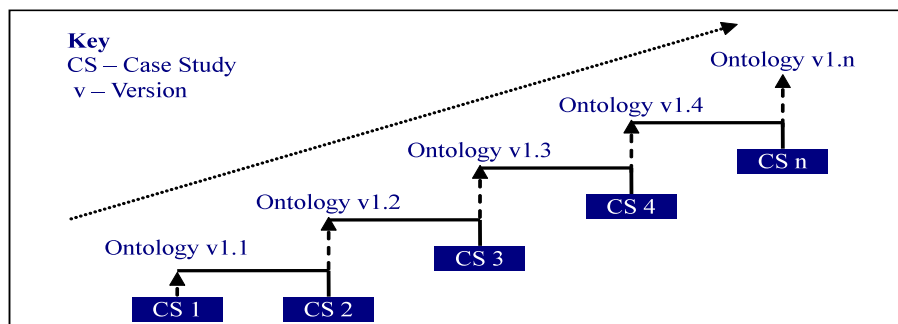 Key
CS – Case Study
v – Version
Ontology v1.n
Ontology v1.4
CS n
Ontology v1.3
CS 4
Ontology v1.2
CS 3
Ontology v1.1
CS 1
CS 2